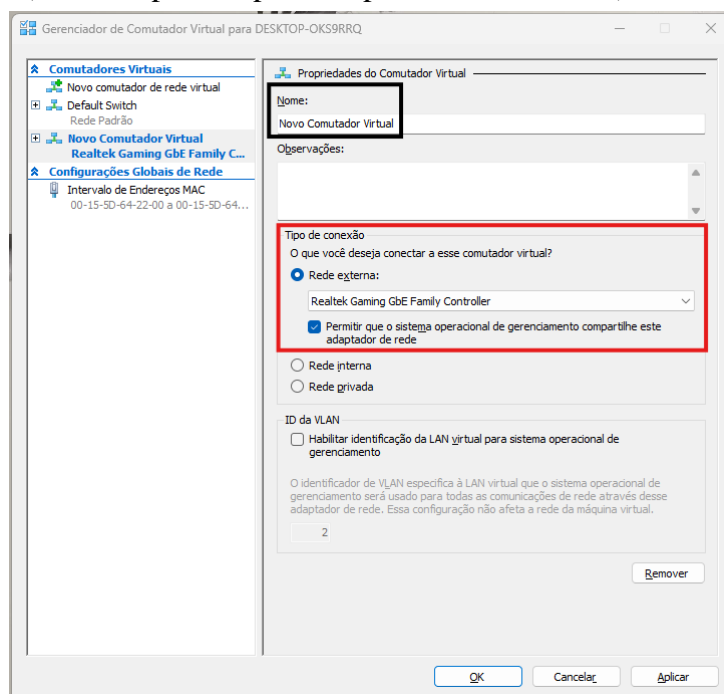 Gerenciador de Comutador Virtual para DESKTOP-OKS9RRQ
Comutadores Virtuais
Novo comutador de rede virtual
Default Switch
Rede Padrão
Novo Comutador Virtual
Realtek Gaming GbE Family C...
Configurações Globais de Rede
Intervalo de Endereços MAC
00-15-5D-64-22-00 a 00-15-5D-64...
Propriedades do Comutador Virtual
Nome:
Novo Comutador Virtual
Observações:
Tipo de conexão
O que você deseja conectar a esse comutador virtual?
Rede externa:
Realtek Gaming GbE Family Controller
Permitir que o sistema operacional de gerenciamento compartilhe este
adaptador de rede
Rede interna
Rede privada
ID da VLAN
Habilitar identificação da LAN virtual para sistema operacional de
gerenciamento
O identificador de VLAN especifica à LAN virtual que o sistema operacional de
gerenciamento será usado para todas as comunicações de rede através desse
adaptador de rede. Essa configuração não afeta a rede da máquina virtual.
2
Remover
OK
Cancelar
Aplicar